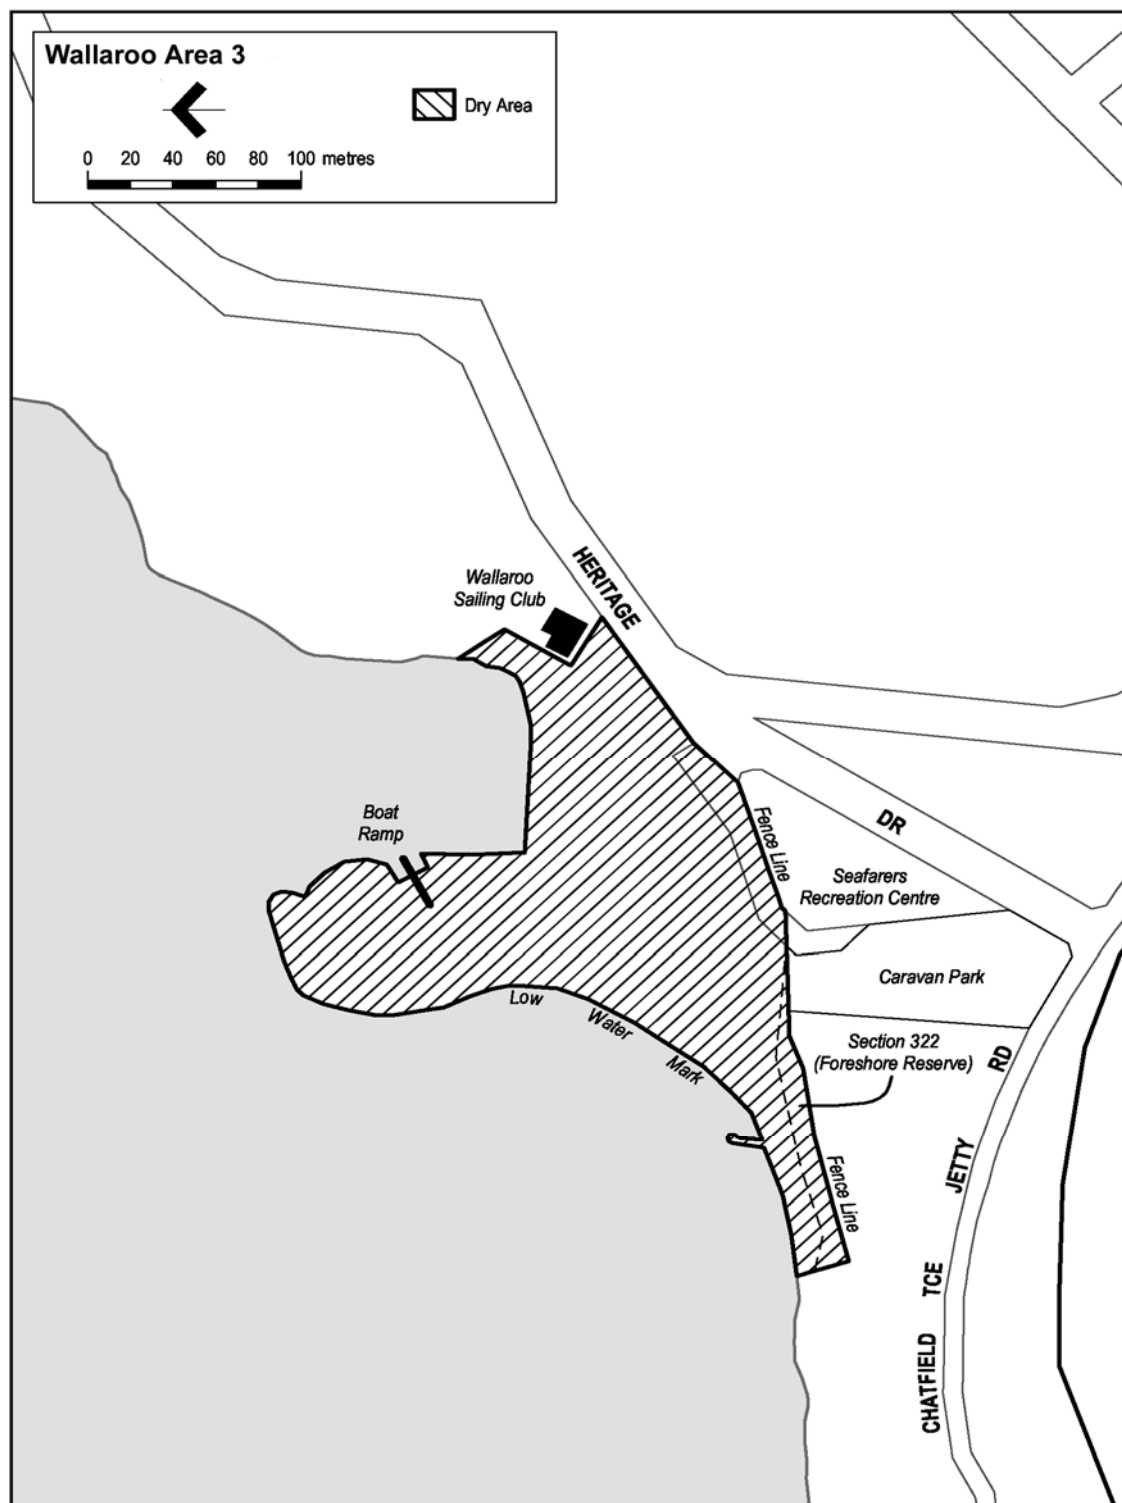 Wallaroo Area 3
Dry Area
0 20 40 60 80 100 metres
HERITAGE
Wallaroo
Sailing Club
Boat
Ramp
Fence Line
DR
Seafarers
Recreation Centre
Caravan Park
Low
Water
Mark
Section 322
(Foreshore Reserve)
RD
JETTY
Fence Line
TCE
CHATFIELD